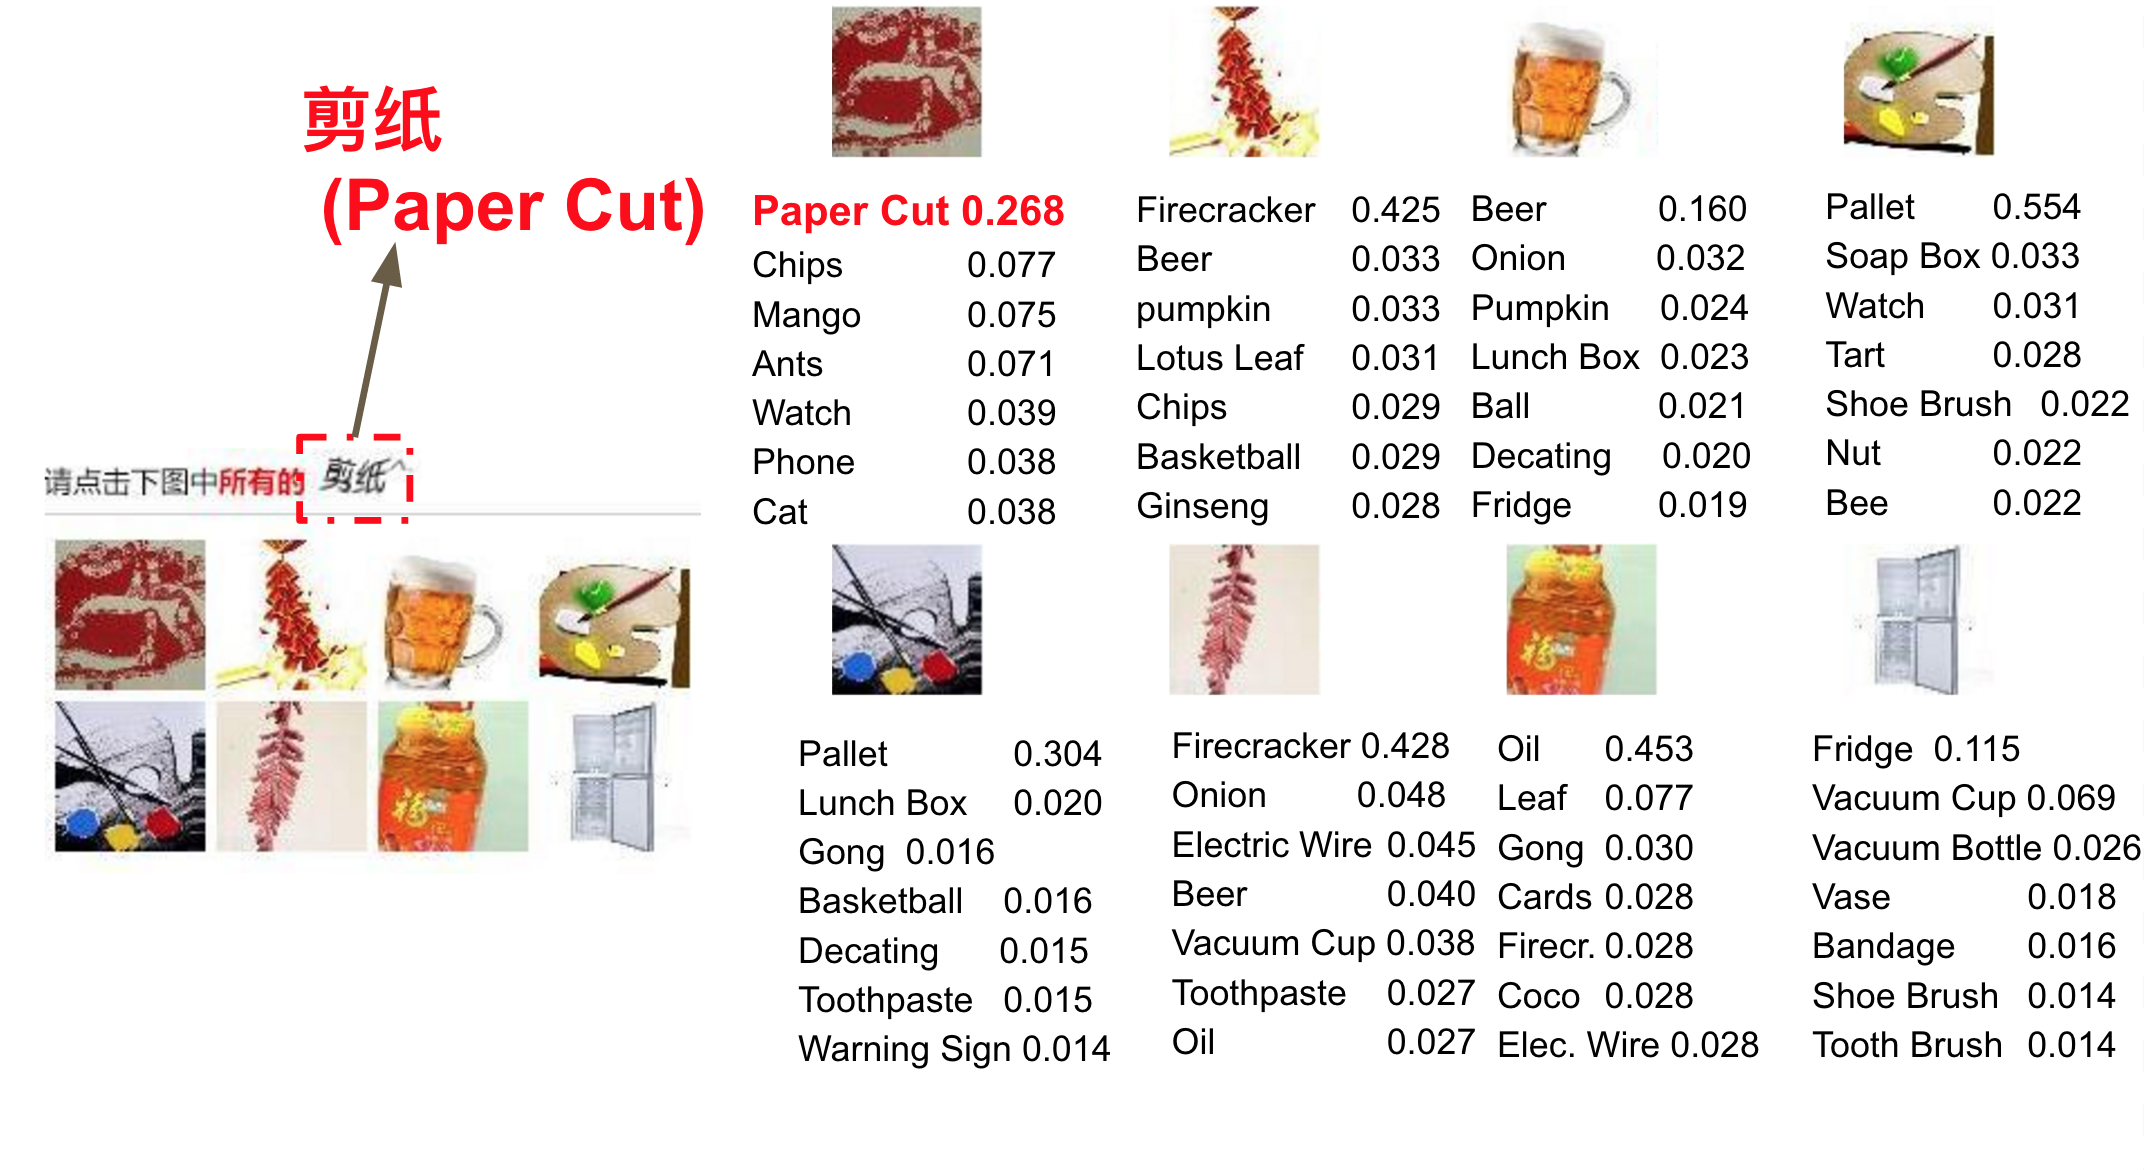 剪纸
(Paper Cut)
请点击下图中所有的 剪纸
Paper Cut 0.268
Chips 0.077
Mango 0.075
Ants 0.071
Watch 0.039
Phone 0.038
Cat 0.038
Firecracker 0.425
Beer 0.033
pumpkin 0.033
Lotus Leaf 0.031
Chips 0.029
Basketball 0.029
Ginseng 0.028
Beer 0.160
Onion 0.032
Pumpkin 0.024
Lunch Box 0.023
Ball 0.021
Decating 0.020
Fridge 0.019
Pallet 0.554
Soap Box 0.033
Watch 0.031
Tart 0.028
Shoe Brush 0.022
Nut 0.022
Bee 0.022
福
福
Pallet 0.304
Lunch Box 0.020
Gong 0.016
Basketball 0.016
Decating 0.015
Toothpaste 0.015
Warning Sign 0.014
Firecracker 0.428
Onion 0.048
Electric Wire 0.045
Beer 0.040
Vacuum Cup 0.038
Toothpaste 0.027
Oil 0.027
Oil 0.453
Leaf 0.077
Gong 0.030
Cards 0.028
Firecr. 0.028
Coco 0.028
Elec. Wire 0.028
Fridge 0.115
Vacuum Cup 0.069
Vacuum Bottle 0.026
Vase 0.018
Bandage 0.016
Shoe Brush 0.014
Tooth Brush 0.014